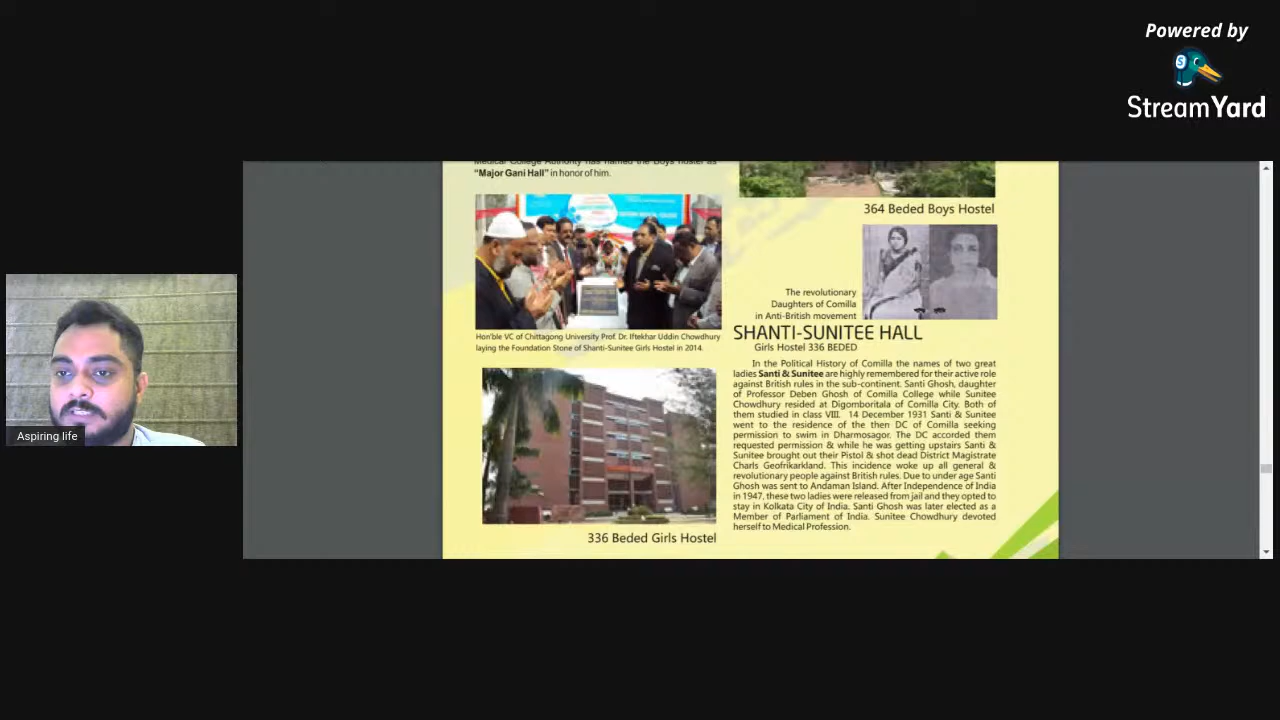 Powered by
StreamYard
Medical College Authority has named the Boys hostel as
"Major Gani Hall" in honor of him.
364 Beded Boys Hostel
Hon'ble VC of Chittagong University Prof. Dr. Iftekhar Uddin Chowdhury
laying the Foundation Stone of Shanti-Sunitee Girls Hostel in 2014.
336 Beded Girls Hostel
The revolutionary
Daughters of Comilla
in Anti-British movement
SHANTI-SUNITEE HALL
Girls Hostel 336 BEDED
In the Political History of Comilla the names of two great
ladies Santi & Sunitee are highly remembered for their active role
against British rules in the sub-continent. Santi Ghosh, daughter
of Professor Deben Ghosh of Comilla College while Sunitee
Chowdhury resided at Digomboritala of Comilla City. Both of
them studied in class VIII. 14 December 1931 Santi & Sunitee
went to the residence of the then DC of Comilla seeking
permission to swim in Dharmosagor. The DC accorded them
requested permission & while he was getting upstairs Santi &
Sunitee brought out their Pistol & shot dead District Magistrate
Charls Geofrikarkland. This incidence woke up all general &
revolutionary people against British rules. Due to under age Santi
Ghosh was sent to Andaman Island. After Independence of India
in 1947, these two ladies were released from jail and they opted to
stay in Kolkata City of India. Santi Ghosh was later elected as a
Member of Parliament of India. Sunitee Chowdhury devoted
herself to Medical Profession.
Aspiring life